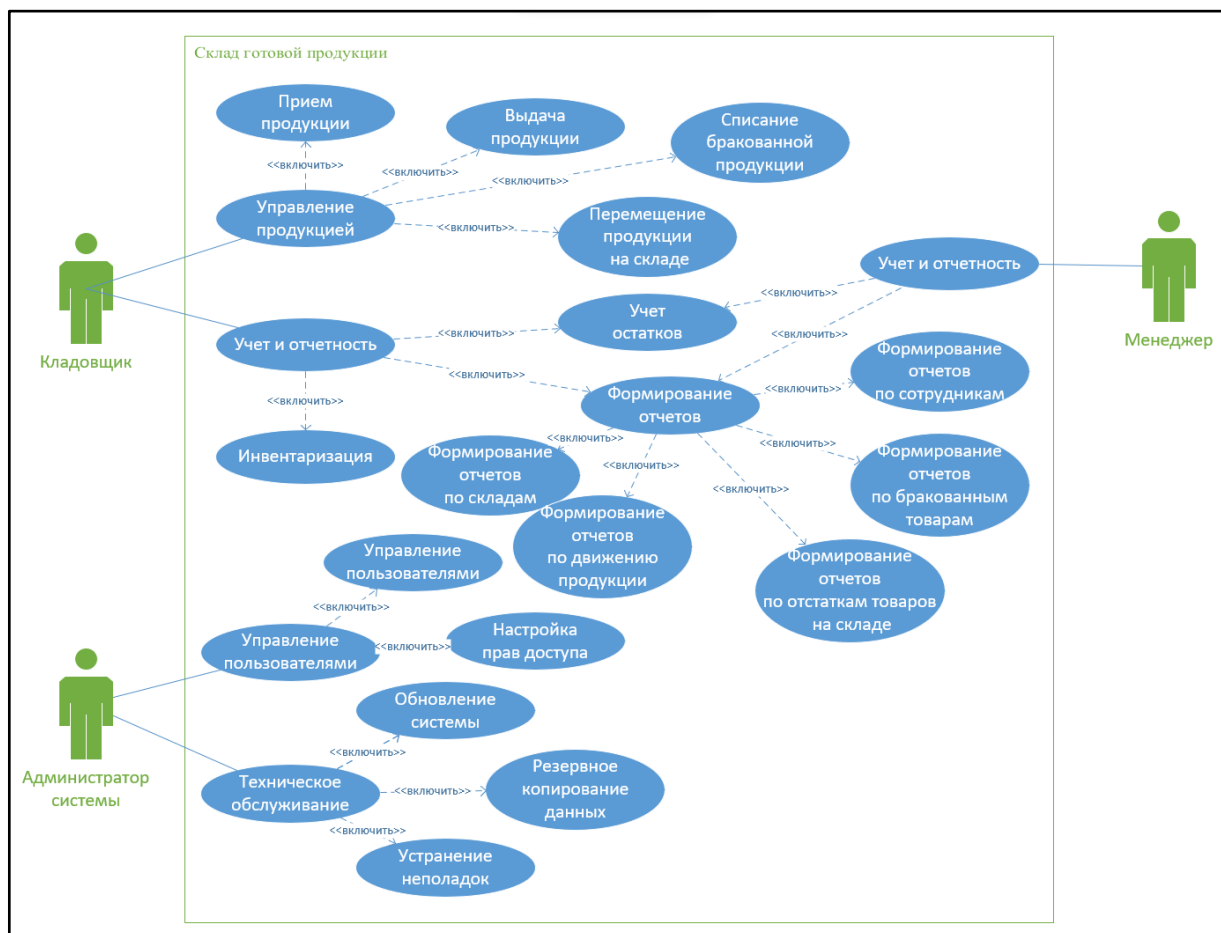 Склад готовой продукции
Прием
продукции
Выдача
продукции
Списание
бракованной
продукции
<<включить>>
<<включить>>
<<включить>>
Управление
продукцией
<<включить>>
Перемещение
продукции
на складе
Кладовщик
Учет и отчетность
Менеджер
<<включить>>
Учет
остатков
<<включить>>
<<включить>>
Учет и отчетность
<<включить>>
<<включить>>
Формирование
отчетов
<<включить>>
Формирование
отчетов
по сотрудникам
Инвентаризация
<<включить>>
<<включить>>
<<включить>>
<<включить>>
Формирование
отчетов
по складам
Формирование
отчетов
по бракованным
товарам
Формирование
отчетов
по движению
продукции
Формирование
отчетов
по отстаткам товаров
на складе
Управление
пользователями
<<включить>>
Управление
пользователями
<<включить>>
Настройка
прав доступа
Администратор
системы
Обновление
системы
<<включить>>
Техническое
обслуживание
<<включить>>
Резервное
копирование
данных
<<включить>>
Устранение
неполадок